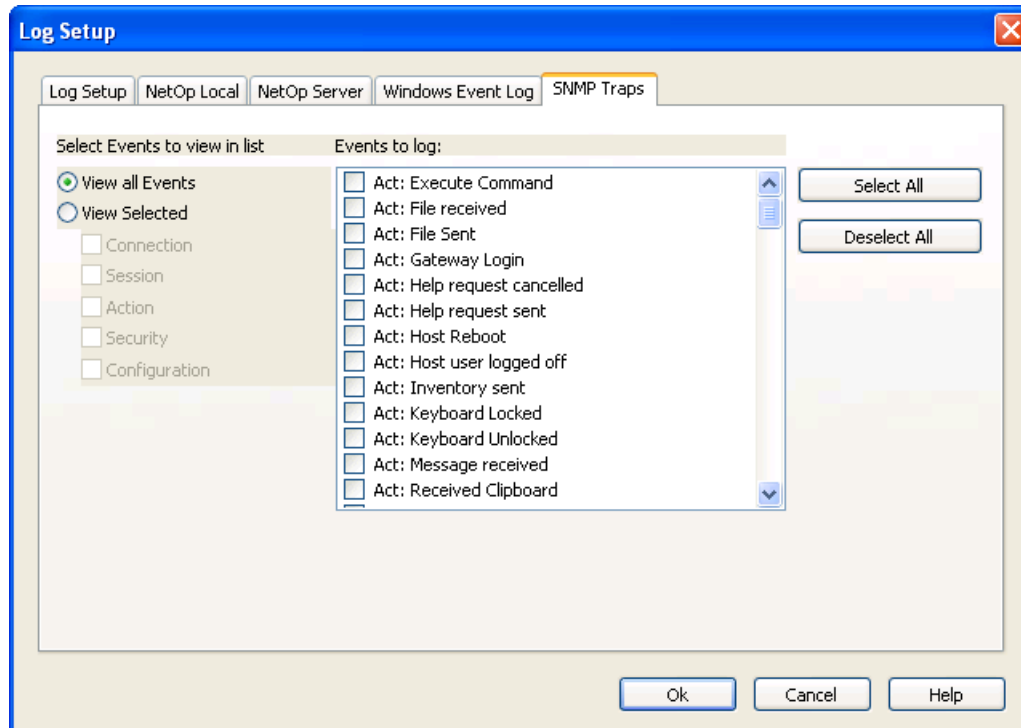 Log Setup
Log Setup NetOp Local NetOp Server Windows Event Log SNMP Traps
Select Events to view in list
View all Events
View Selected
Connection
Session
Action
Security
Configuration
Events to log:
Act: Execute Command
Act: File received
Act: File Sent
Act: Gateway Login
Act: Help request cancelled
Act: Help request sent
Act: Host Reboot
Act: Host user logged off
Act: Inventory sent
Act: Keyboard Locked
Act: Keyboard Unlocked
Act: Message received
Act: Received Clipboard
Select All
Deselect All
Ok Cancel Help